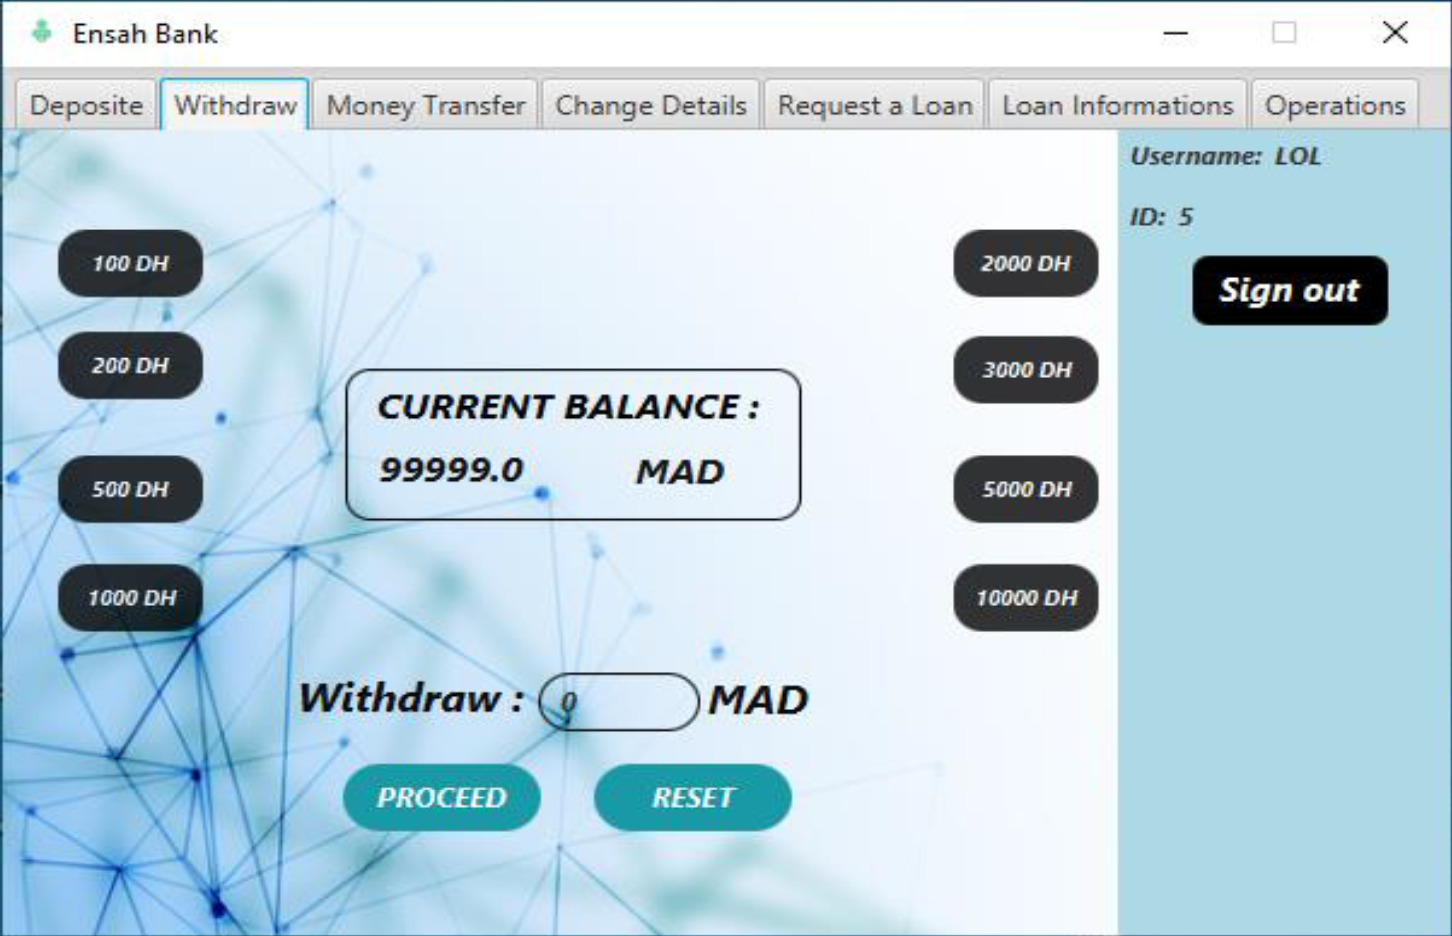 Ensah Bank
Deposite Withdraw Money Transfer Change Details Request a Loan Loan Informations Operations
Username: LOL
ID: 5
Sign out
100 DH
200 DH
500 DH
1000 DH
CURRENT BALANCE :
99999.0 MAD
2000 DH
3000 DH
5000 DH
10000 DH
Withdraw : 0 MAD
PROCEED RESET